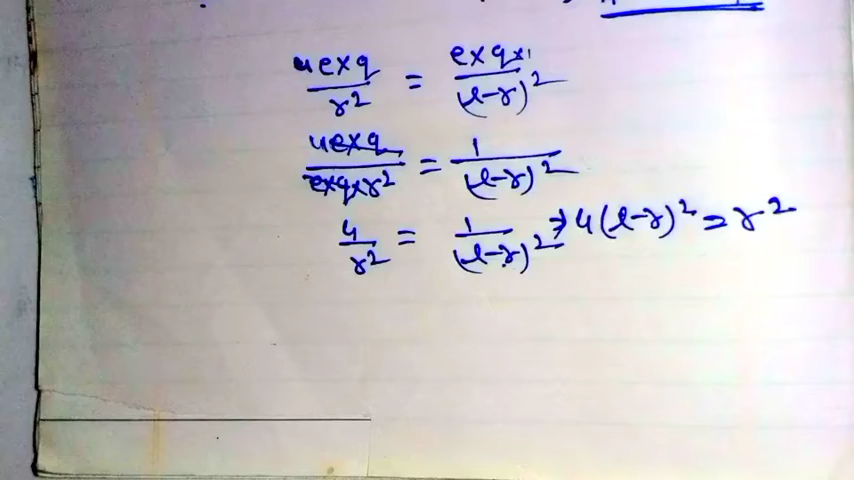 4e×q/r² = e×q×1/(l-r)²
4e×q/e×q×r² = 1/(l-r)²
4/r² = 1/(l-r)² ⇒ 4(l-r)² = r²